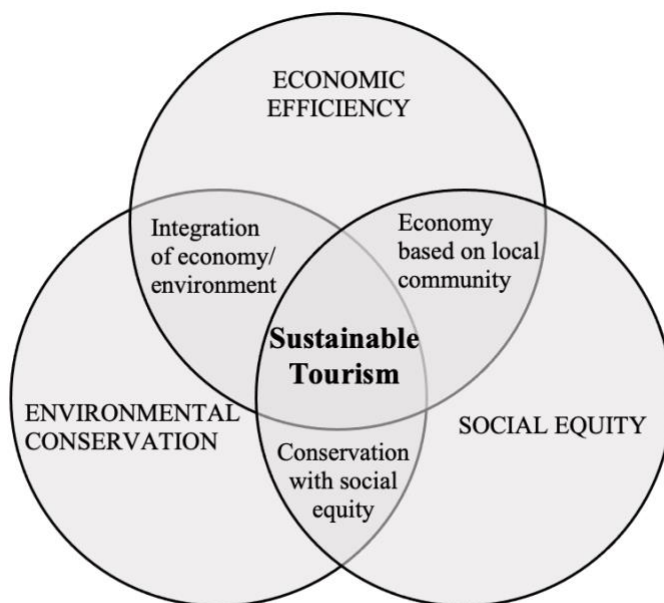 ECONOMIC
EFFICIENCY
Integration
of economy/
environment
Economy
based on local
community
Sustainable
Tourism
ENVIRONMENTAL
CONSERVATION
SOCIAL EQUITY
Conservation
with social
equity